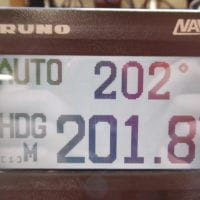 RUNO NAV
AUTO 202°
HDG 201.8°
M